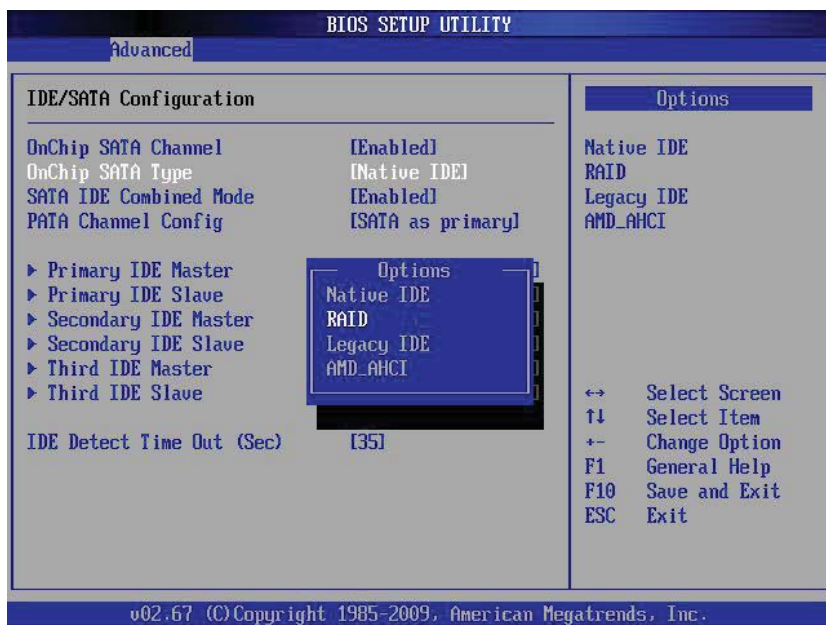 BIOS SETUP UTILITY
Advanced
IDE/SATA Configuration
OnChip SATA Channel [Enabled]
OnChip SATA Type [Native IDE]
SATA IDE Combined Mode [Enabled]
PATA Channel Config [SATA as primary]
Primary IDE Master
Primary IDE Slave
Secondary IDE Master
Secondary IDE Slave
Third IDE Master
Third IDE Slave
IDE Detect Time Out (Sec) [35]
Options
Native IDE
RAID
Legacy IDE
AMD_AHCI
Options
Native IDE
RAID
Legacy IDE
AMD_AHCI
←→ Select Screen
↑↓ Select Item
+- Change Option
F1 General Help
F10 Save and Exit
ESC Exit
v02.67 (C)Copyright 1985-2009, American Megatrends, Inc.